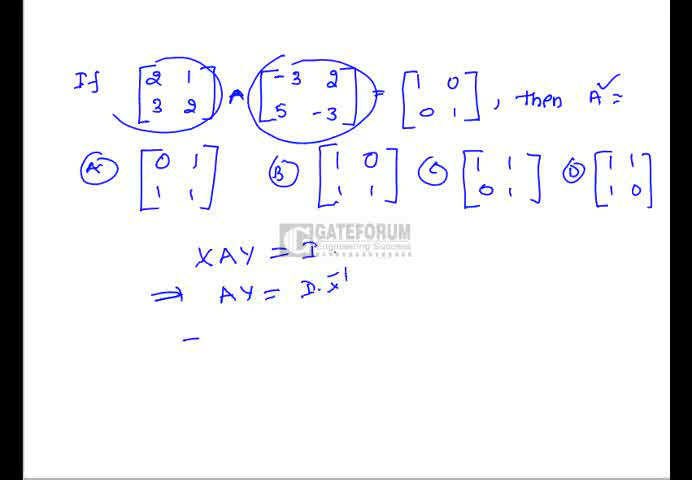 If [2 1 3 2] A [-3 2 5 -3] = [1 0 0 1], then A =
A [0 1 1 1] B [1 0 1 1] C [1 1 0 1] D [1 1 1 0]
GATEFORUM
Engineering Success
XAY = I.
⇒ AY = I. X⁻¹